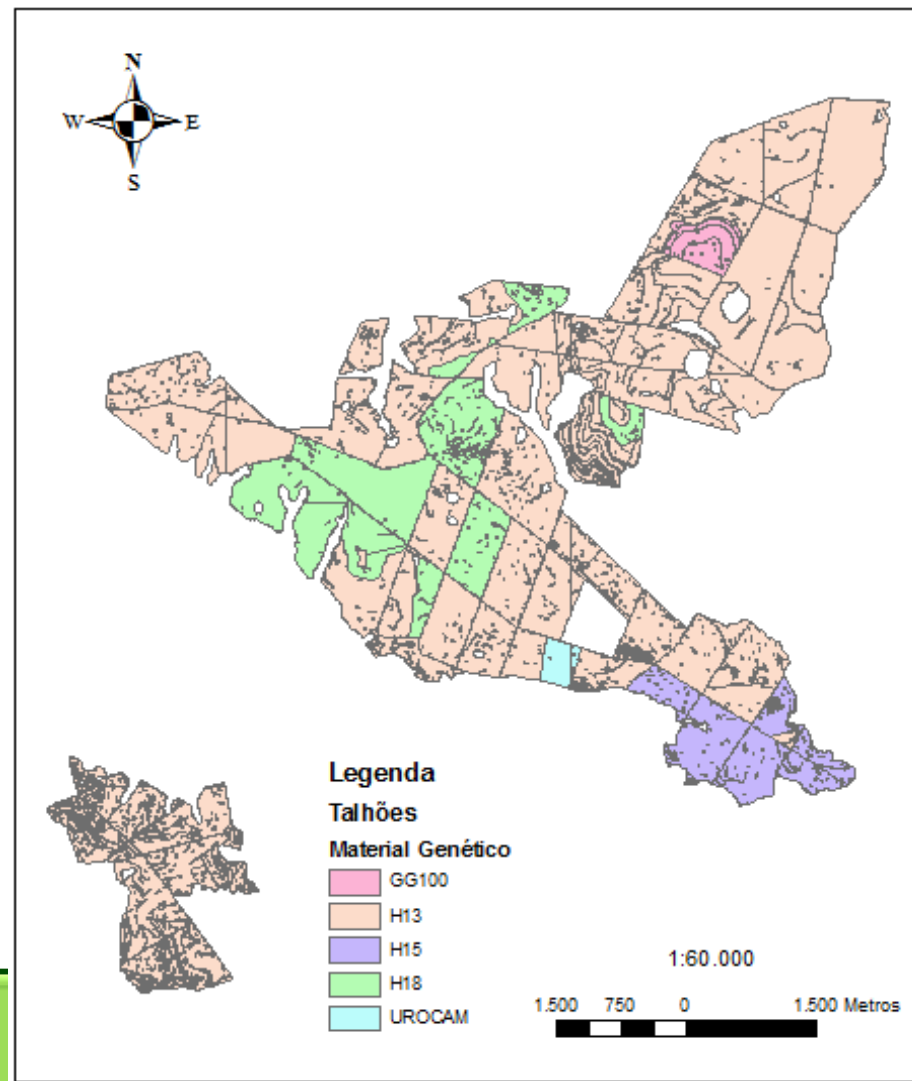 N
W E
S
Legenda
Talhões
Material Genético
GG100
H13
H15
H18
UROCAM
1:60.000
1.500 750 0 1.500 Metros